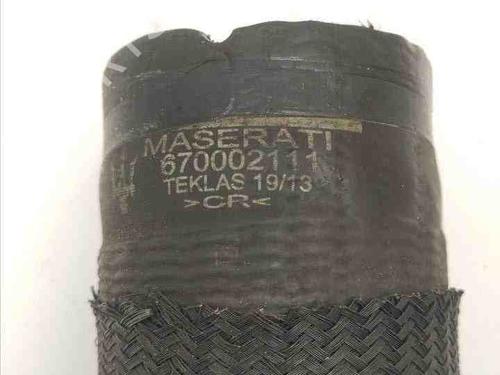 MASERATI
670002111
TEKLAS 19/13
>CR<